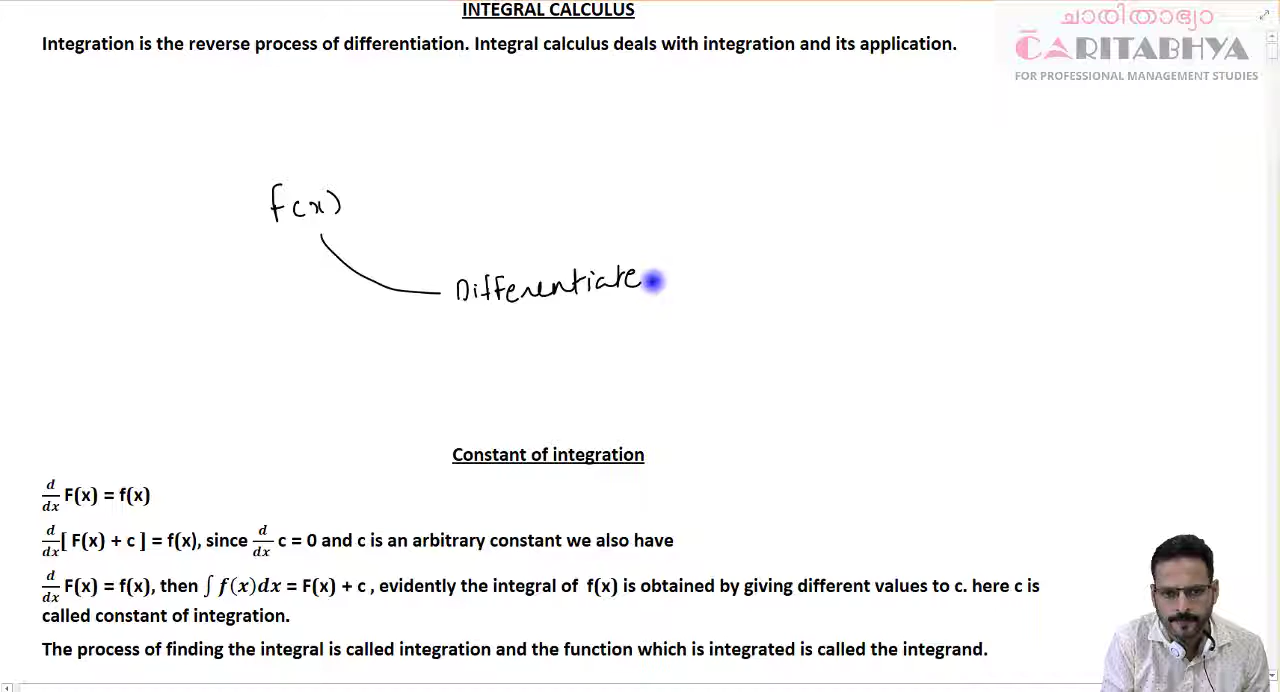 INTEGRAL CALCULUS
Integration is the reverse process of differentiation. Integral calculus deals with integration and its application.
ചാരിതാഭ്യാ
CARITABHYA
FOR PROFESSIONAL MANAGEMENT STUDIES
f(x)
Differentiate
Constant of integration
d/dx F(x) = f(x)
d/dx [ F(x) + c ] = f(x), since d/dx c = 0 and c is an arbitrary constant we also have
d/dx F(x) = f(x), then ∫ f(x)dx = F(x) + c , evidently the integral of f(x) is obtained by giving different values to c. here c is
called constant of integration.
The process of finding the integral is called integration and the function which is integrated is called the integrand.